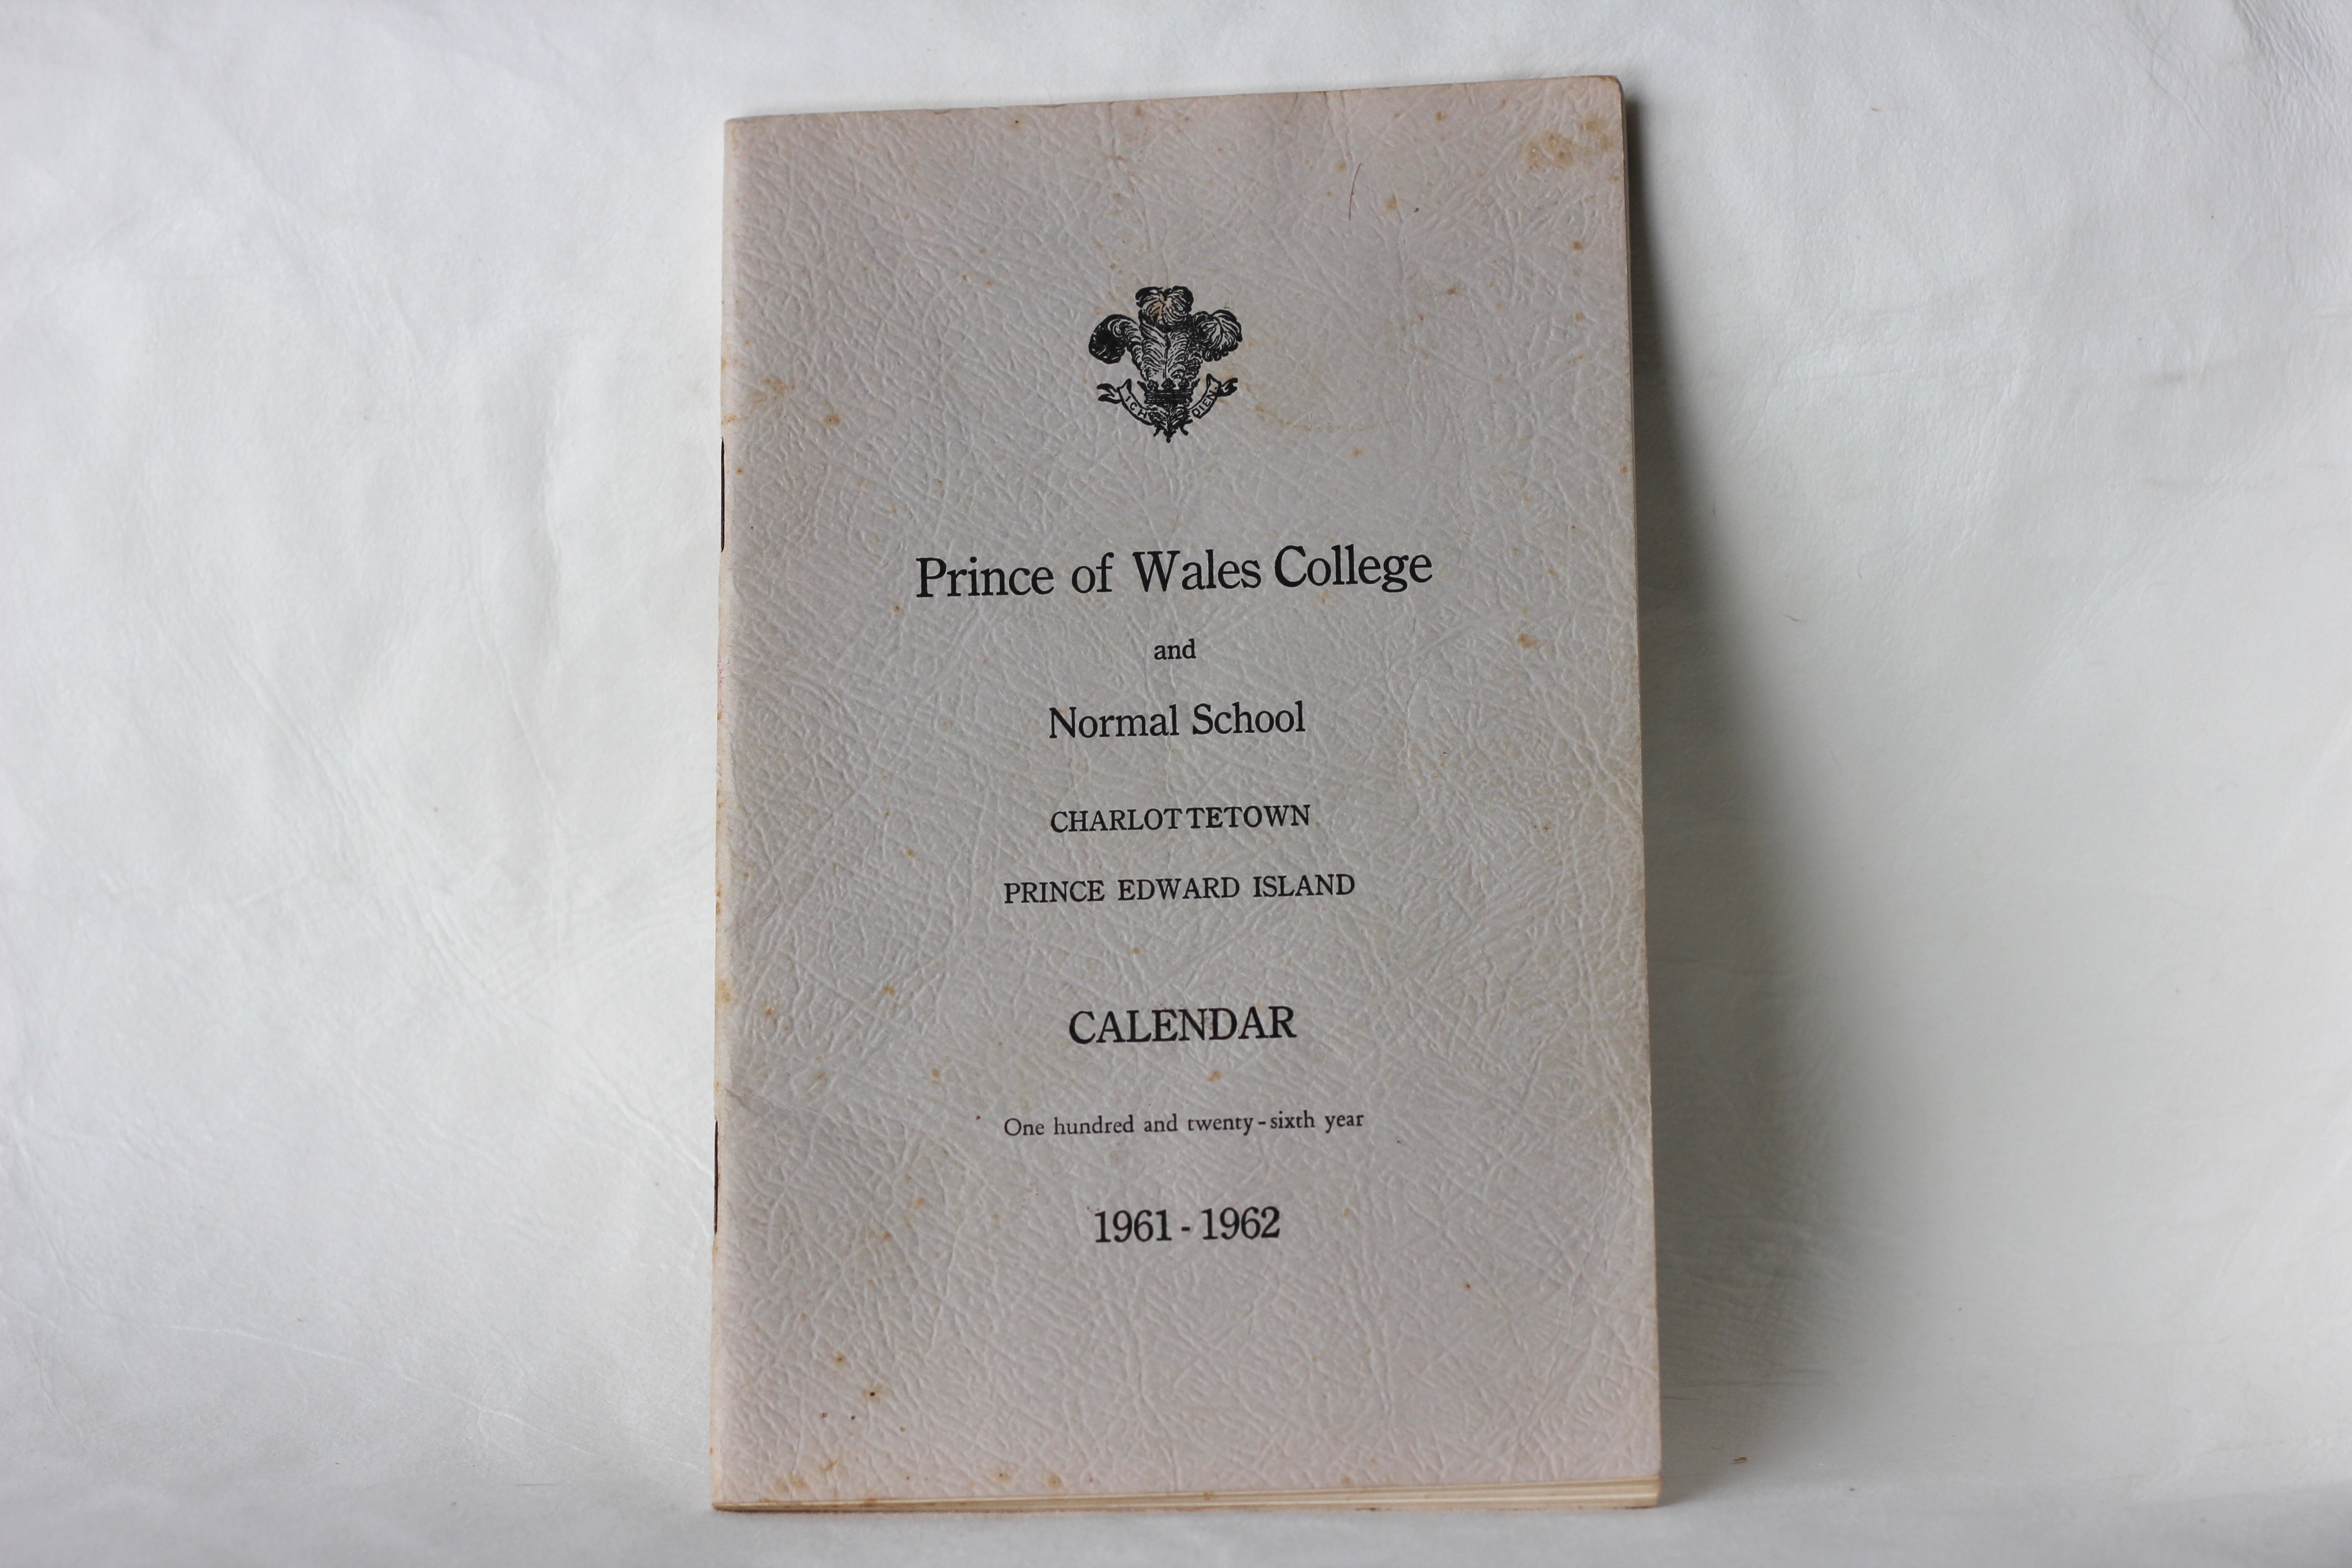 ICH DIEN
Prince of Wales College
and
Normal School
CHARLOTTETOWN
PRINCE EDWARD ISLAND
CALENDAR
One hundred and twenty-sixth year
1961 - 1962